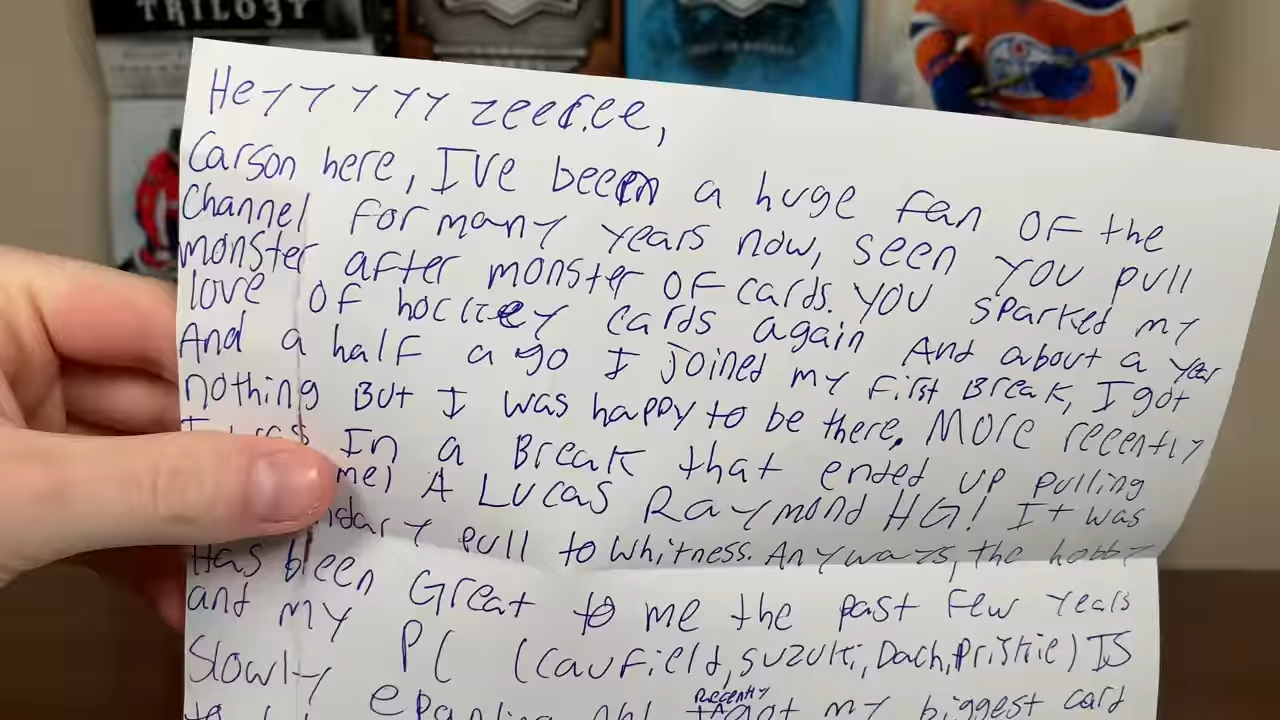 TRILOGY
Heyyyyyy zeeree,
Carson here, I've been a huge fan of the
channel for many years now, seen you pull
monster after monster of cards. You sparked my
love of hockey cards again And about a year
And a half ago I joined my first Break, I got
nothing But I was happy to be there. More recently
I was In a Break that ended up pulling
me) A Lucas Raymond HG! It was
pull to whitness. Anyways, the hobby
Has been Great to me the past few years
and my PC (Caufield, suzuki, Dach, Pristkie) Is
Slowly
Recently
my biggest card